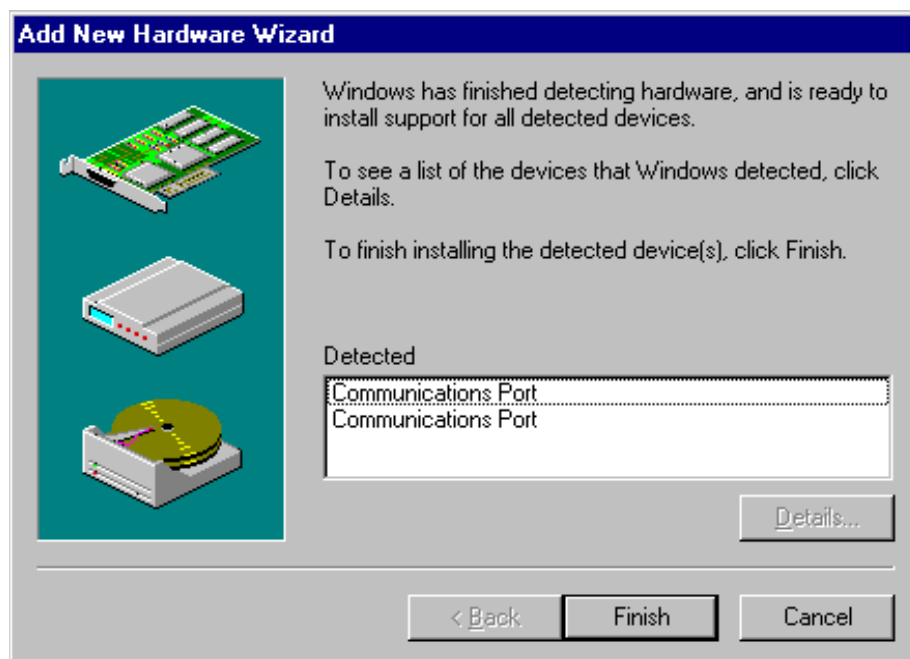 Add New Hardware Wizard
Windows has finished detecting hardware, and is ready to
install support for all detected devices.
To see a list of the devices that Windows detected, click
Details.
To finish installing the detected device(s), click Finish.
Detected
Communications Port
Communications Port
Details...
< Back
Finish
Cancel